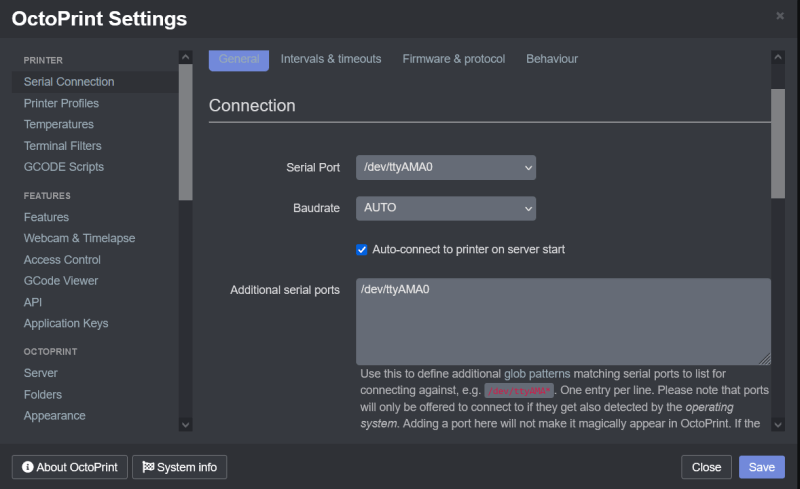 OctoPrint Settings
PRINTER
Serial Connection
Printer Profiles
Temperatures
Terminal Filters
GCODE Scripts
FEATURES
Features
Webcam & Timelapse
Access Control
GCode Viewer
API
Application Keys
OCTOPRINT
Server
Folders
Appearance
General Intervals & timeouts Firmware & protocol Behaviour
Connection
Serial Port /dev/ttyAMA0
Baudrate AUTO
Auto-connect to printer on server start
Additional serial ports /dev/ttyAMA0
Use this to define additional glob patterns matching serial ports to list for
connecting against, e.g. /dev/ttyAMA*. One entry per line. Please note that ports
will only be offered to connect to if they get also detected by the operating
system. Adding a port here will not make it magically appear in OctoPrint. If the
About OctoPrint System info Close Save